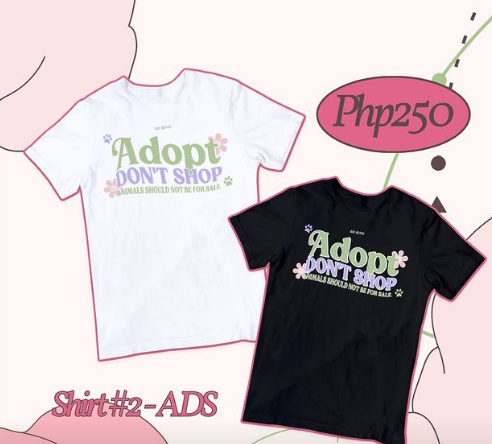 Php250
Adopt
DON'T SHOP
ANIMALS SHOULD NOT BE FOR SALE
Adopt
DON'T SHOP
ANIMALS SHOULD NOT BE FOR SALE
Shirt #2 - ADS